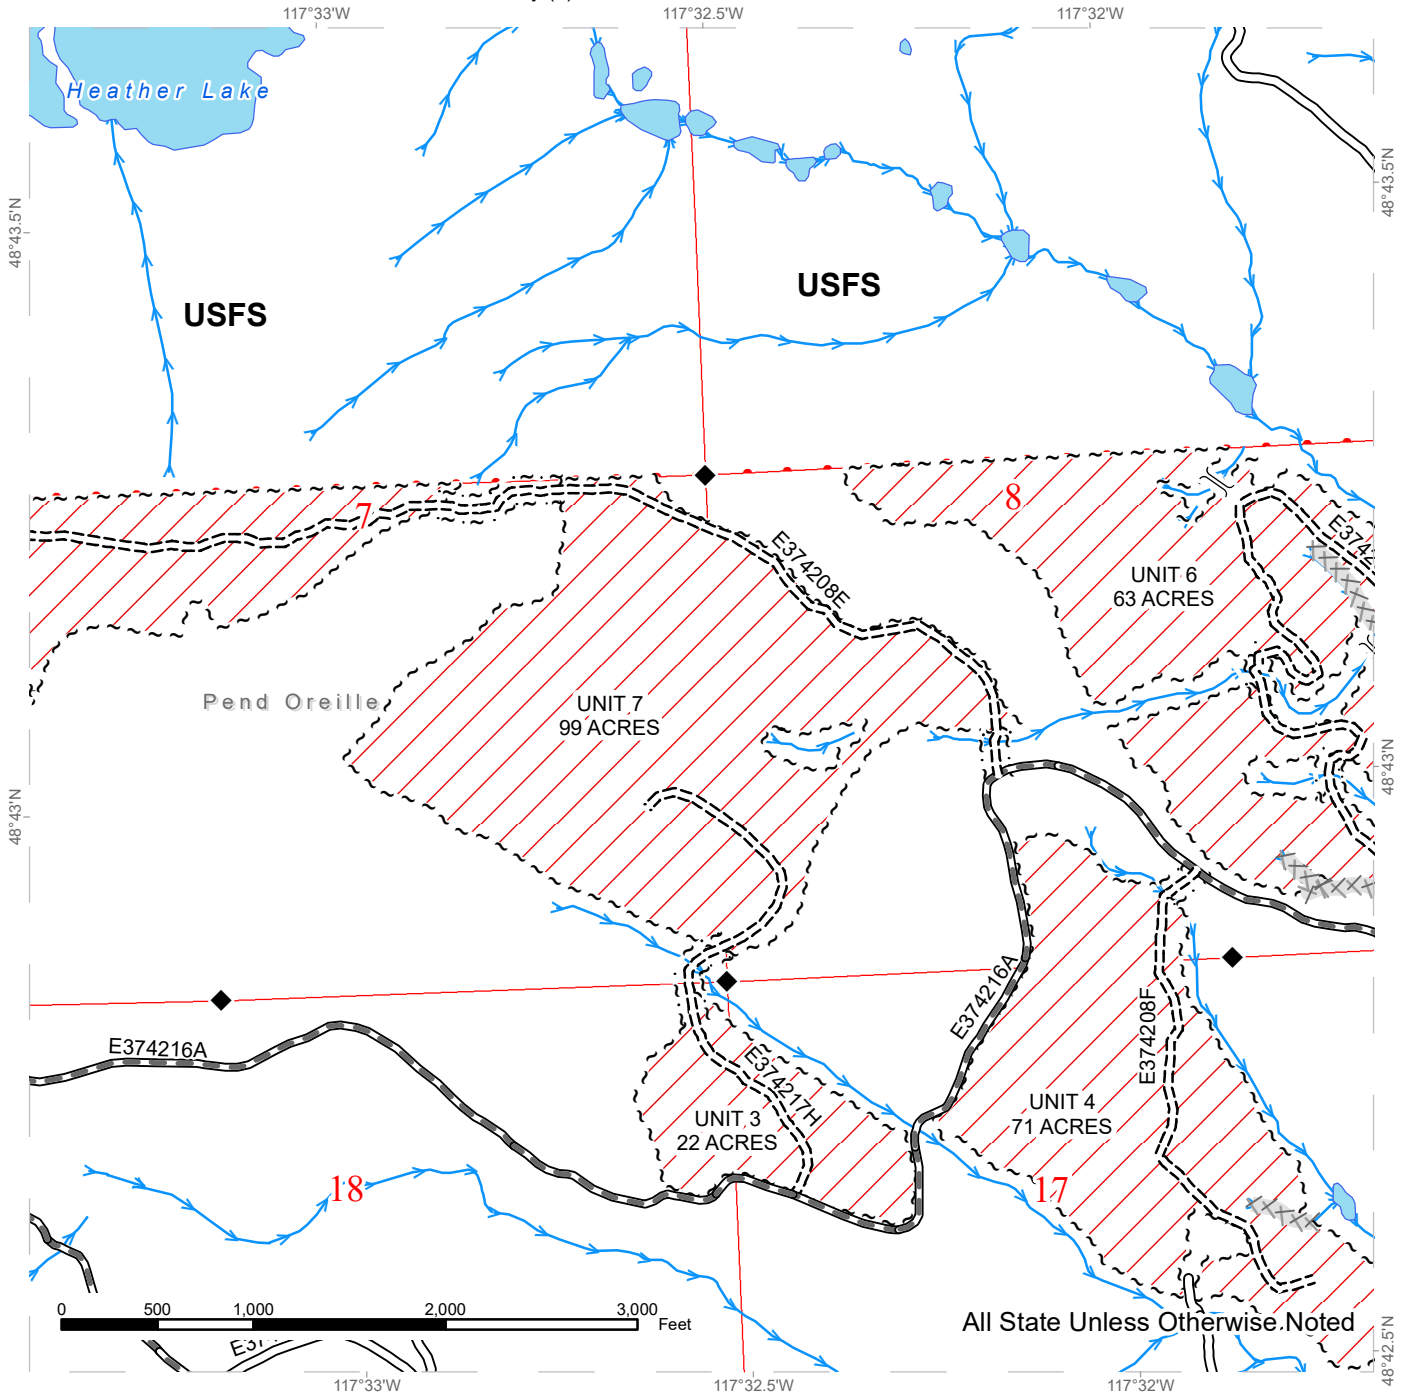 117°33'W
117°32.5'W
117°32'W
Heather Lake
48°43.5'N
48°43.5'N
USFS
USFS
7
8
E374208E
UNIT 6
63 ACRES
Pend Oreille
UNIT 7
99 ACRES
48°43'N
48°43'N
E374216A
E374208F
E374216A
E374217H
UNIT 3
22 ACRES
UNIT 4
71 ACRES
18
17
0
500
1,000
2,000
3,000
Feet
All State Unless Otherwise Noted
48°42.5'N
117°33'W
117°32.5'W
117°32'W